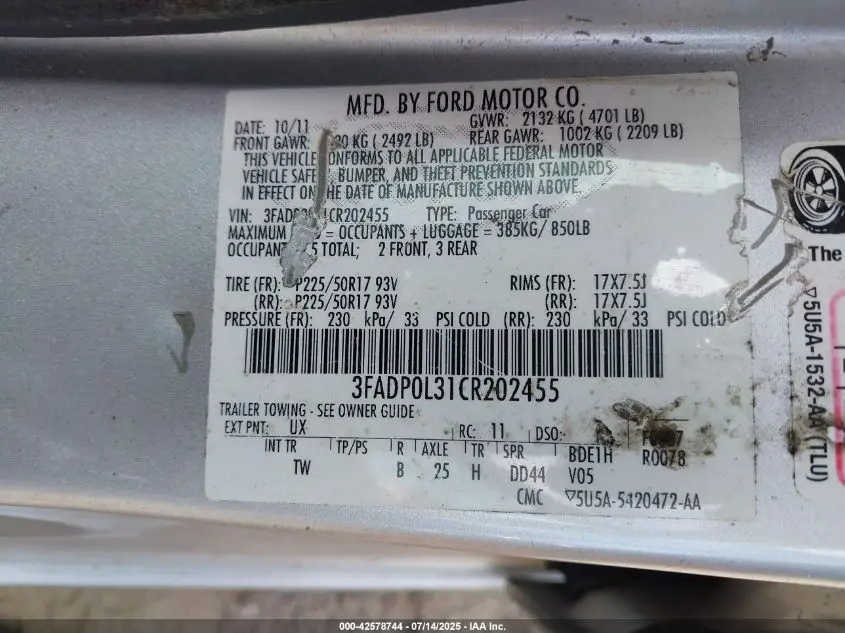 MFD. BY FORD MOTOR CO.
DATE: 10/11 GVWR: 2132 KG ( 4701 LB)
FRONT GAWR: KG ( 2492 LB) REAR GAWR: 1002 KG ( 2209 LB)
THIS VEHICLE CONFORMS TO ALL APPLICABLE FEDERAL MOTOR
VEHICLE BUMPER, AND THEFT PREVENTION STANDARDS
IN EFFECT ON THE DATE OF MANUFACTURE SHOWN ABOVE.
VIN: 3FADP0L31CR202455 TYPE: Passenger Car
MAXIMUM = OCCUPANTS + LUGGAGE = 385KG/ 850LB
5 TOTAL; 2 FRONT, 3 REAR
TIRE (FR): P225/50R17 93V RIMS (FR): 17X7.5J
(RR): P225/50R17 93V (RR): 17X7.5J
PRESSURE (FR): 230 kPa/ 33 PSI COLD (RR): 230 kPa/ 33 PSI COLD
3FADP0L31CR202455
TRAILER TOWING - SEE OWNER GUIDE
EXT PNT: UX RC: 11 DSO:
INT TR TP/PS R AXLE TR SPR BDE1H R0078
TW B 25 H DD44 V05
CMC ▽5U5A-5420472-AA
The
▽5U5A-1532-AA (TLU)
000-42578744 | 07/14/2025 - IAA Inc.